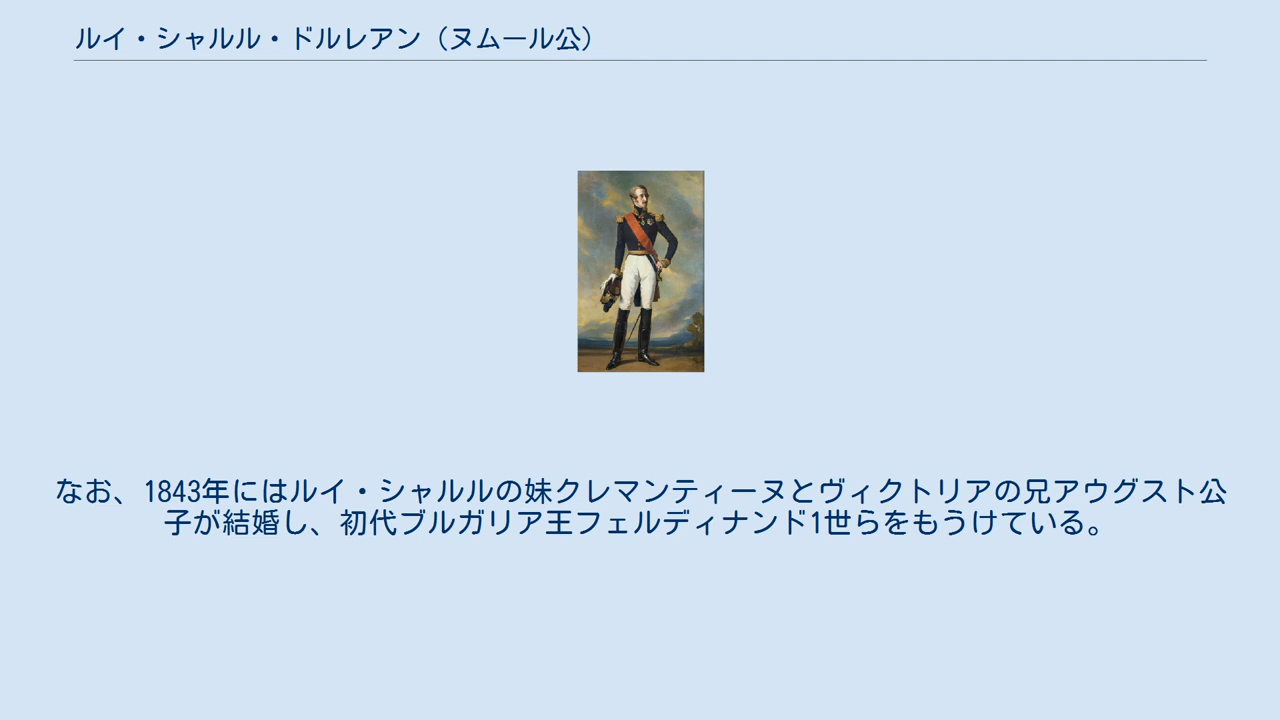 ルイ・シャルル・ドルレアン（ヌムール公）
なお、1843年にはルイ・シャルルの妹クレマンティーヌとヴィクトリアの兄アウグスト公
子が結婚し、初代ブルガリア王フェルディナンド1世らをもうけている。